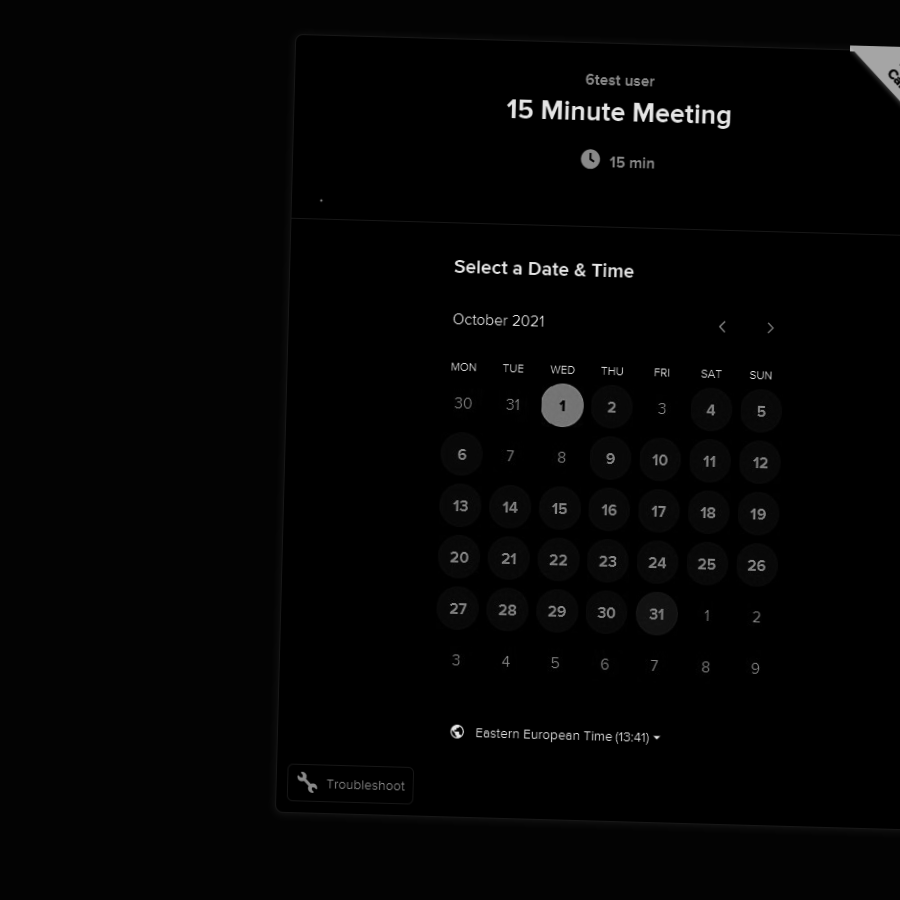 6test user
15 Minute Meeting
15 min
Select a Date & Time
October 2021
MON TUE WED THU FRI SAT SUN
30 31 1 2 3 4 5
6 7 8 9 10 11 12
13 14 15 16 17 18 19
20 21 22 23 24 25 26
27 28 29 30 31 1 2
3 4 5 6 7 8 9
Eastern European Time (13:41)
Troubleshoot